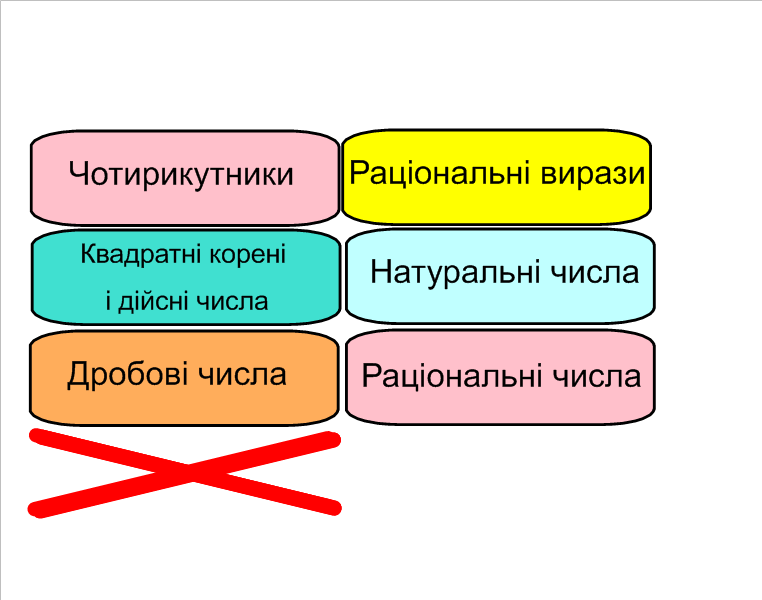 Чотирикутники
Раціональні вирази
Квадратні корені
і дійсні числа
Натуральні числа
Дробові числа
Раціональні числа